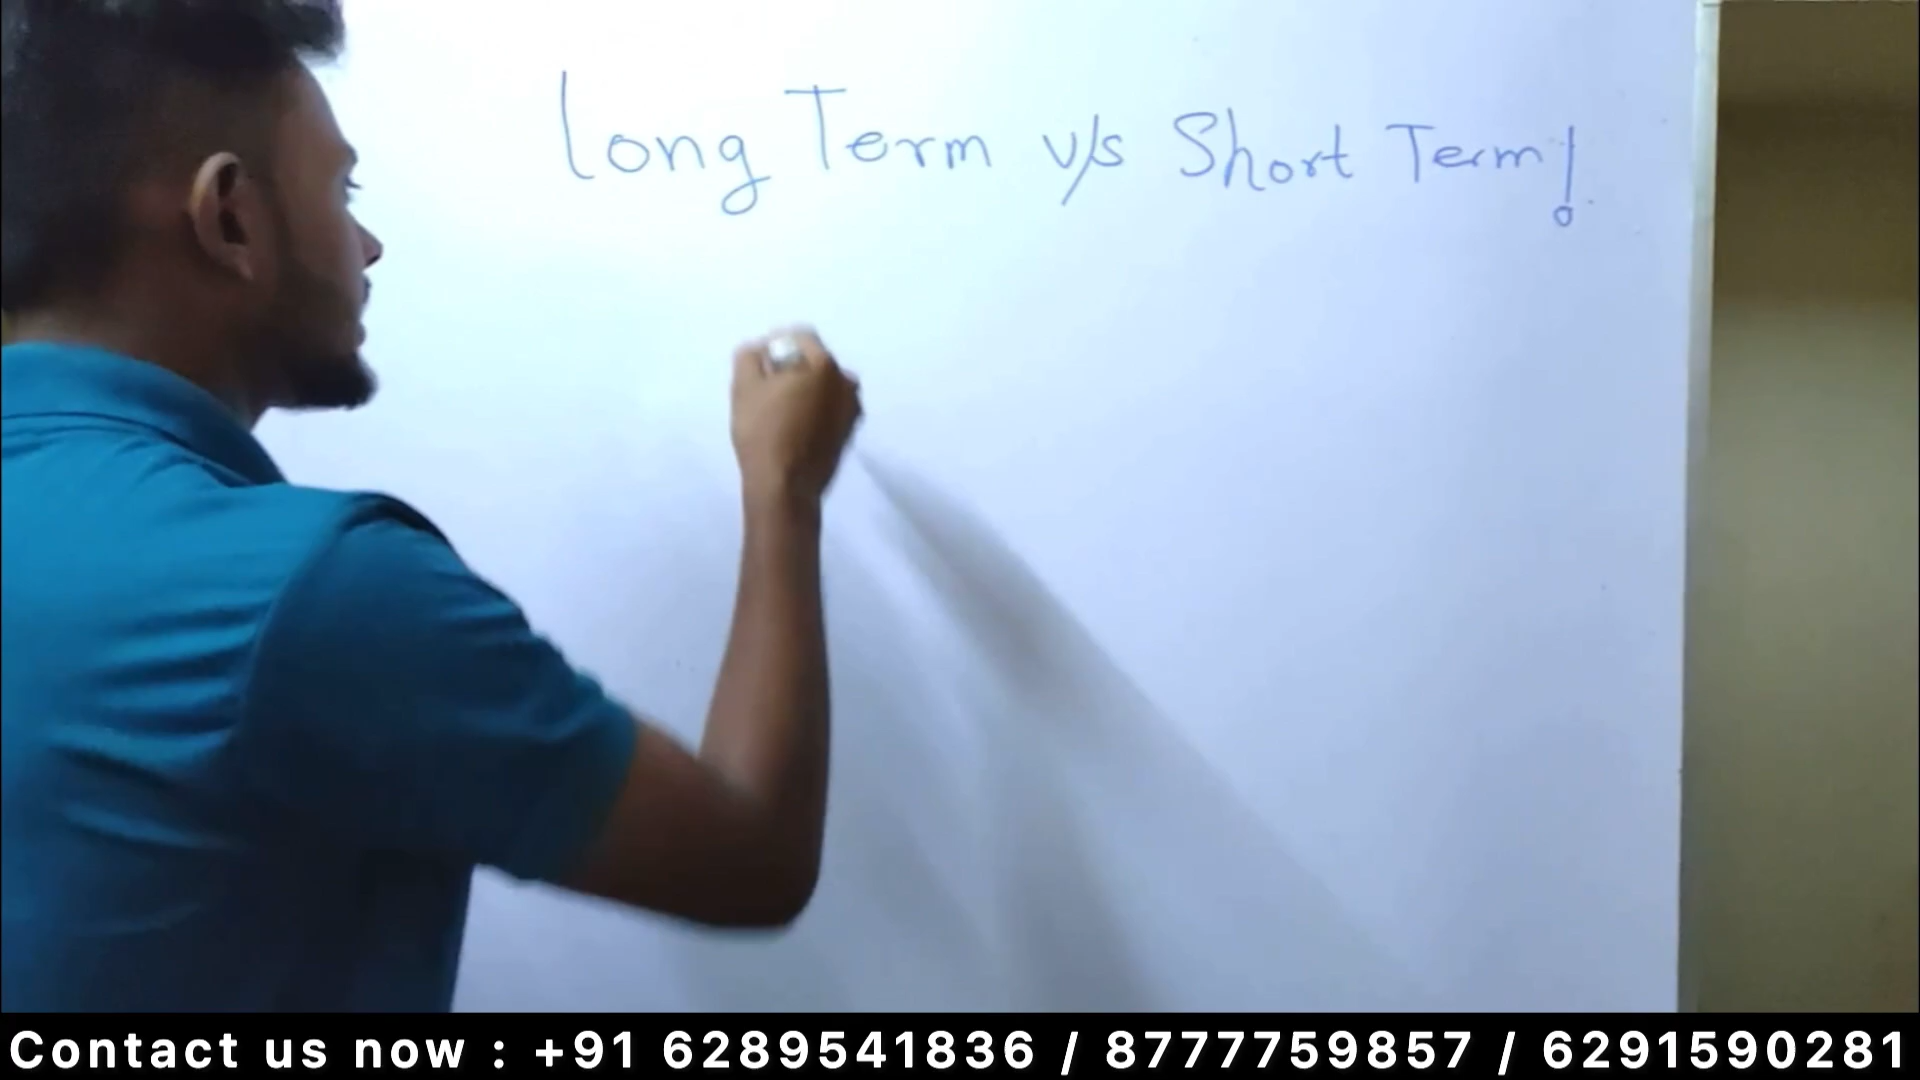 Long Term v/s Short Term!
Contact us now : +91 6289541836 / 8777759857 / 6291590281